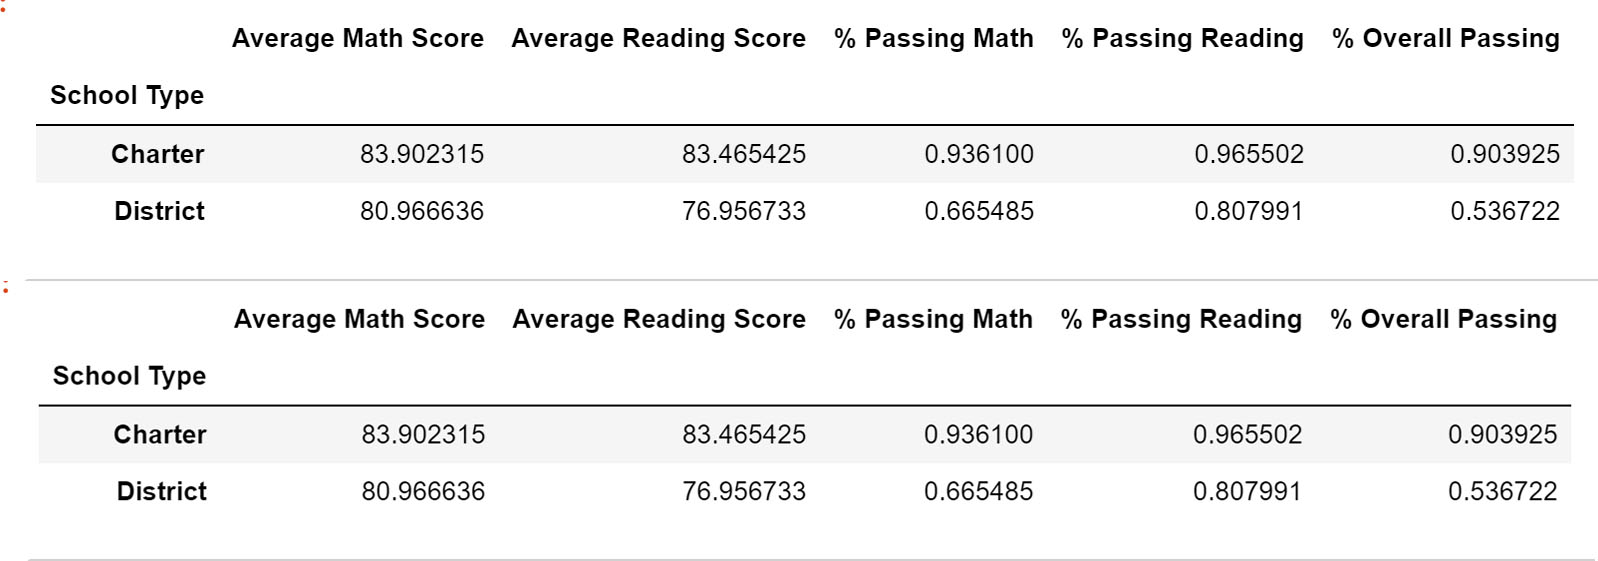 Average Math Score Average Reading Score % Passing Math % Passing Reading % Overall Passing
School Type
Charter 83.902315 83.465425 0.936100 0.965502 0.903925
District 80.966636 76.956733 0.665485 0.807991 0.536722
Average Math Score Average Reading Score % Passing Math % Passing Reading % Overall Passing
School Type
Charter 83.902315 83.465425 0.936100 0.965502 0.903925
District 80.966636 76.956733 0.665485 0.807991 0.536722